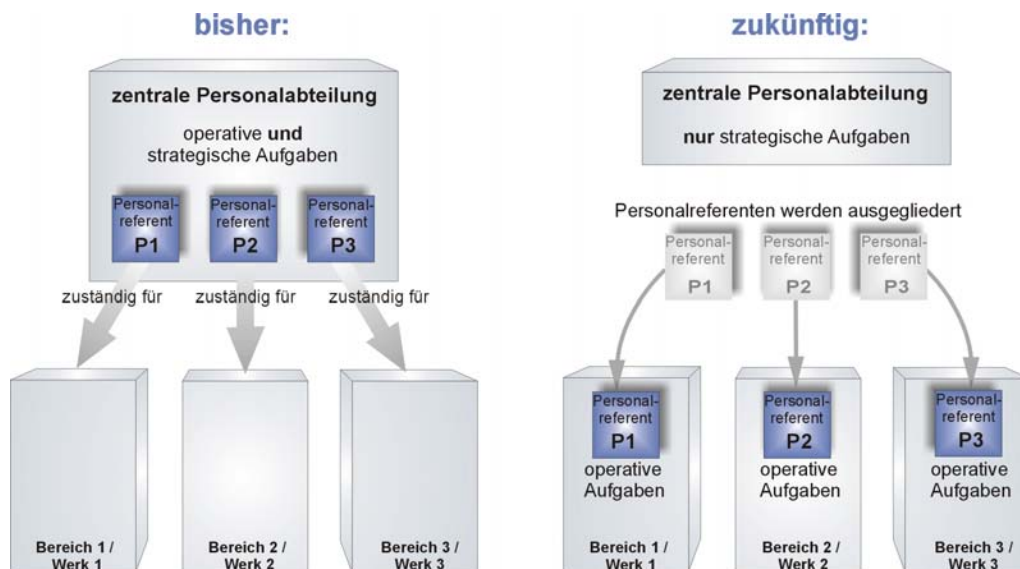 bisher:
zentrale Personalabteilung
operative und
strategische Aufgaben
Personal-
referent
P1
Personal-
referent
P2
Personal-
referent
P3
zuständig für
zuständig für
zuständig für
Bereich 1 /
Werk 1
Bereich 2 /
Werk 2
Bereich 3 /
Werk 3
zukünftig:
zentrale Personalabteilung
nur strategische Aufgaben
Personalreferenten werden ausgegliedert
Personal-
referent
P1
Personal-
referent
P2
Personal-
referent
P3
Personal-
referent
P1
operative
Aufgaben
Personal-
referent
P2
operative
Aufgaben
Personal-
referent
P3
operative
Aufgaben
Bereich 1 /
Werk 1
Bereich 2 /
Werk 2
Bereich 3 /
Werk 3